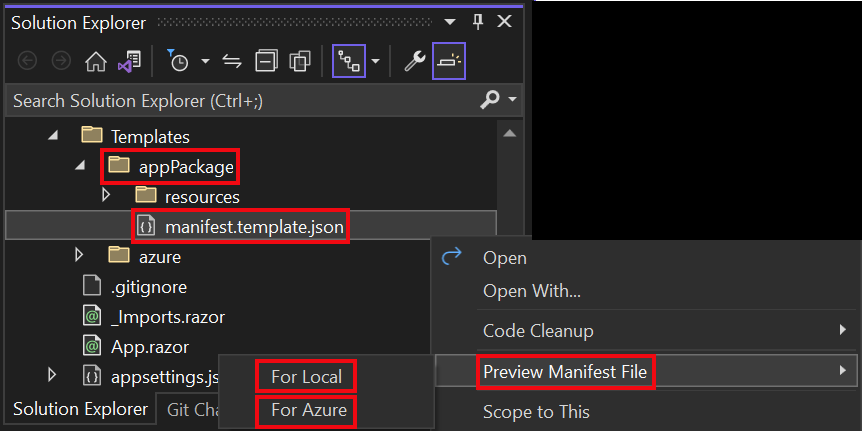 Solution Explorer
Search Solution Explorer (Ctrl+;)
Templates
appPackage
resources
manifest.template.json
azure
.gitignore
_Imports.razor
App.razor
appsettings.js
Solution Explorer
Git Cha
Open
Open With...
Code Cleanup
Preview Manifest File
Scope to This
For Local
For Azure